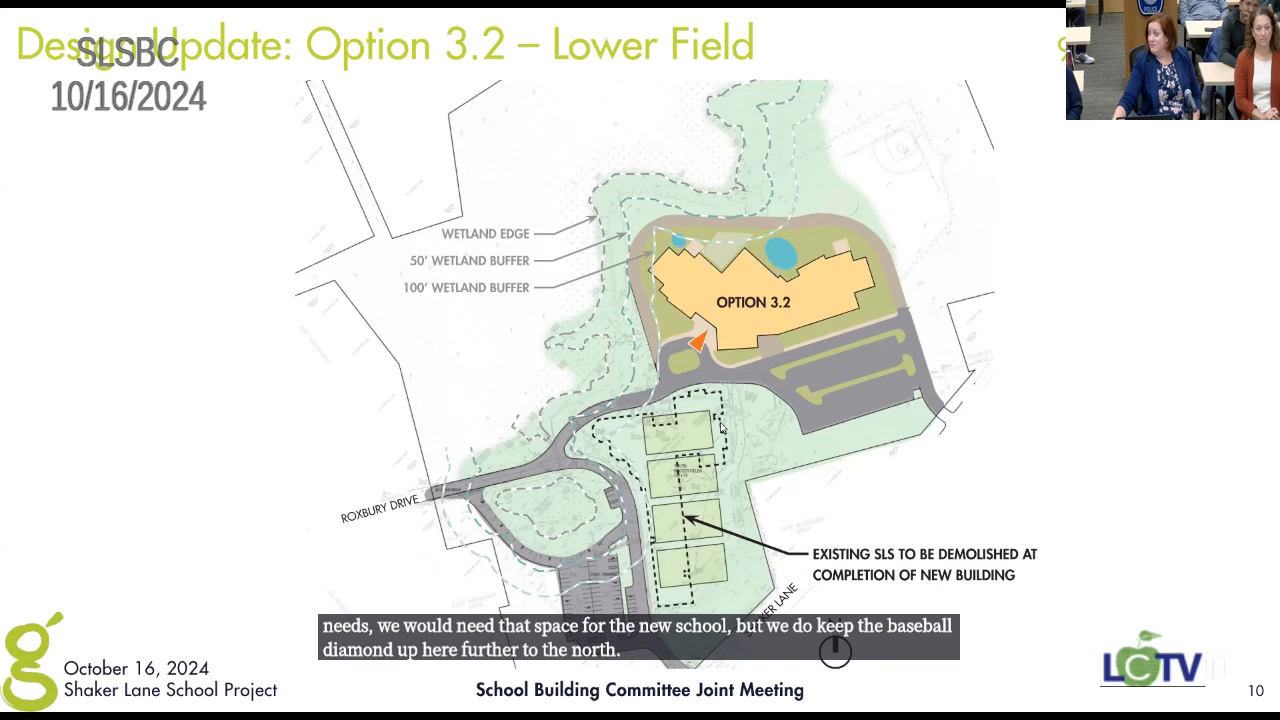 Design Update: Option 3.2 – Lower Field
SLSBC
10/16/2024
POLICE
WETLAND EDGE
50' WETLAND BUFFER
100' WETLAND BUFFER
OPTION 3.2
ROXBURY DRIVE
EXISTING SLS TO BE DEMOLISHED AT
COMPLETION OF NEW BUILDING
LANE
needs, we would need that space for the new school, but we do keep the baseball
diamond up here further to the north.
October 16, 2024
Shaker Lane School Project
School Building Committee Joint Meeting
LCTV
10